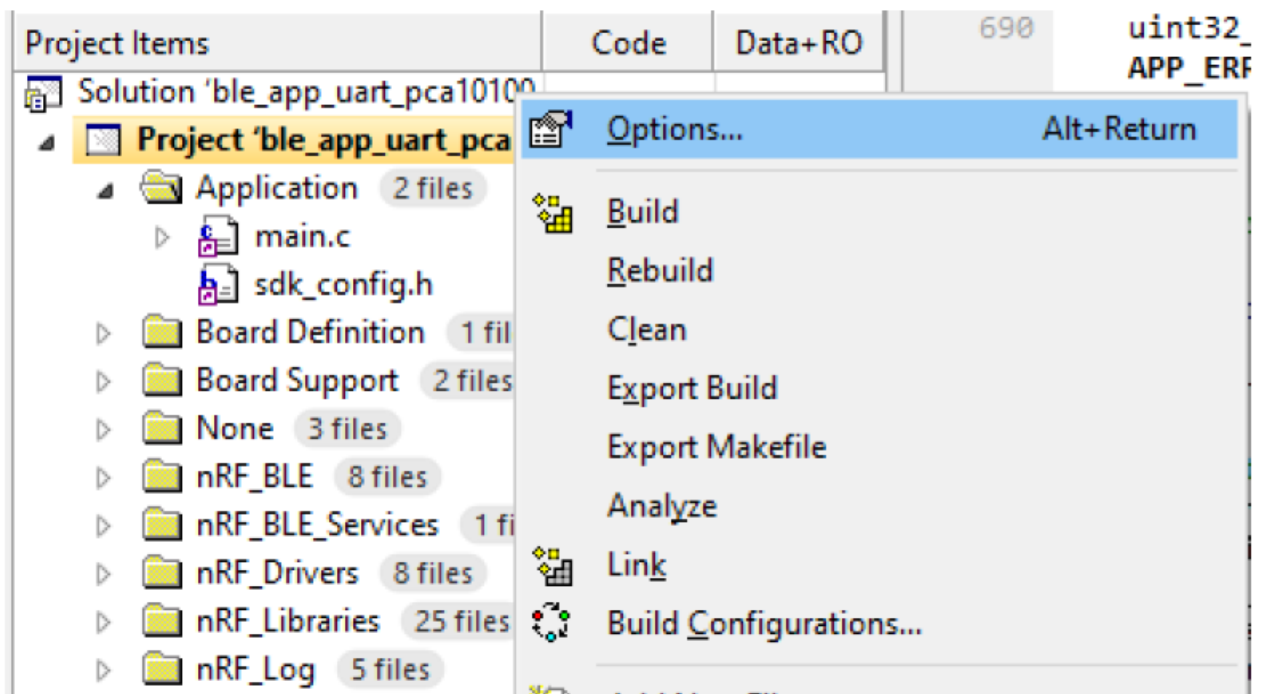 Project Items Code Data+RO
Solution 'ble_app_uart_pca10100
Project 'ble_app_uart_pca
Application 2 files
main.c
sdk_config.h
Board Definition 1 fil
Board Support 2 files
None 3 files
nRF_BLE 8 files
nRF_BLE_Services 1 fi
nRF_Drivers 8 files
nRF_Libraries 25 files
nRF_Log 5 files
Options... Alt+Return
Build
Rebuild
Clean
Export Build
Export Makefile
Analyze
Link
Build Configurations...
690 uint32_
APP_ERR